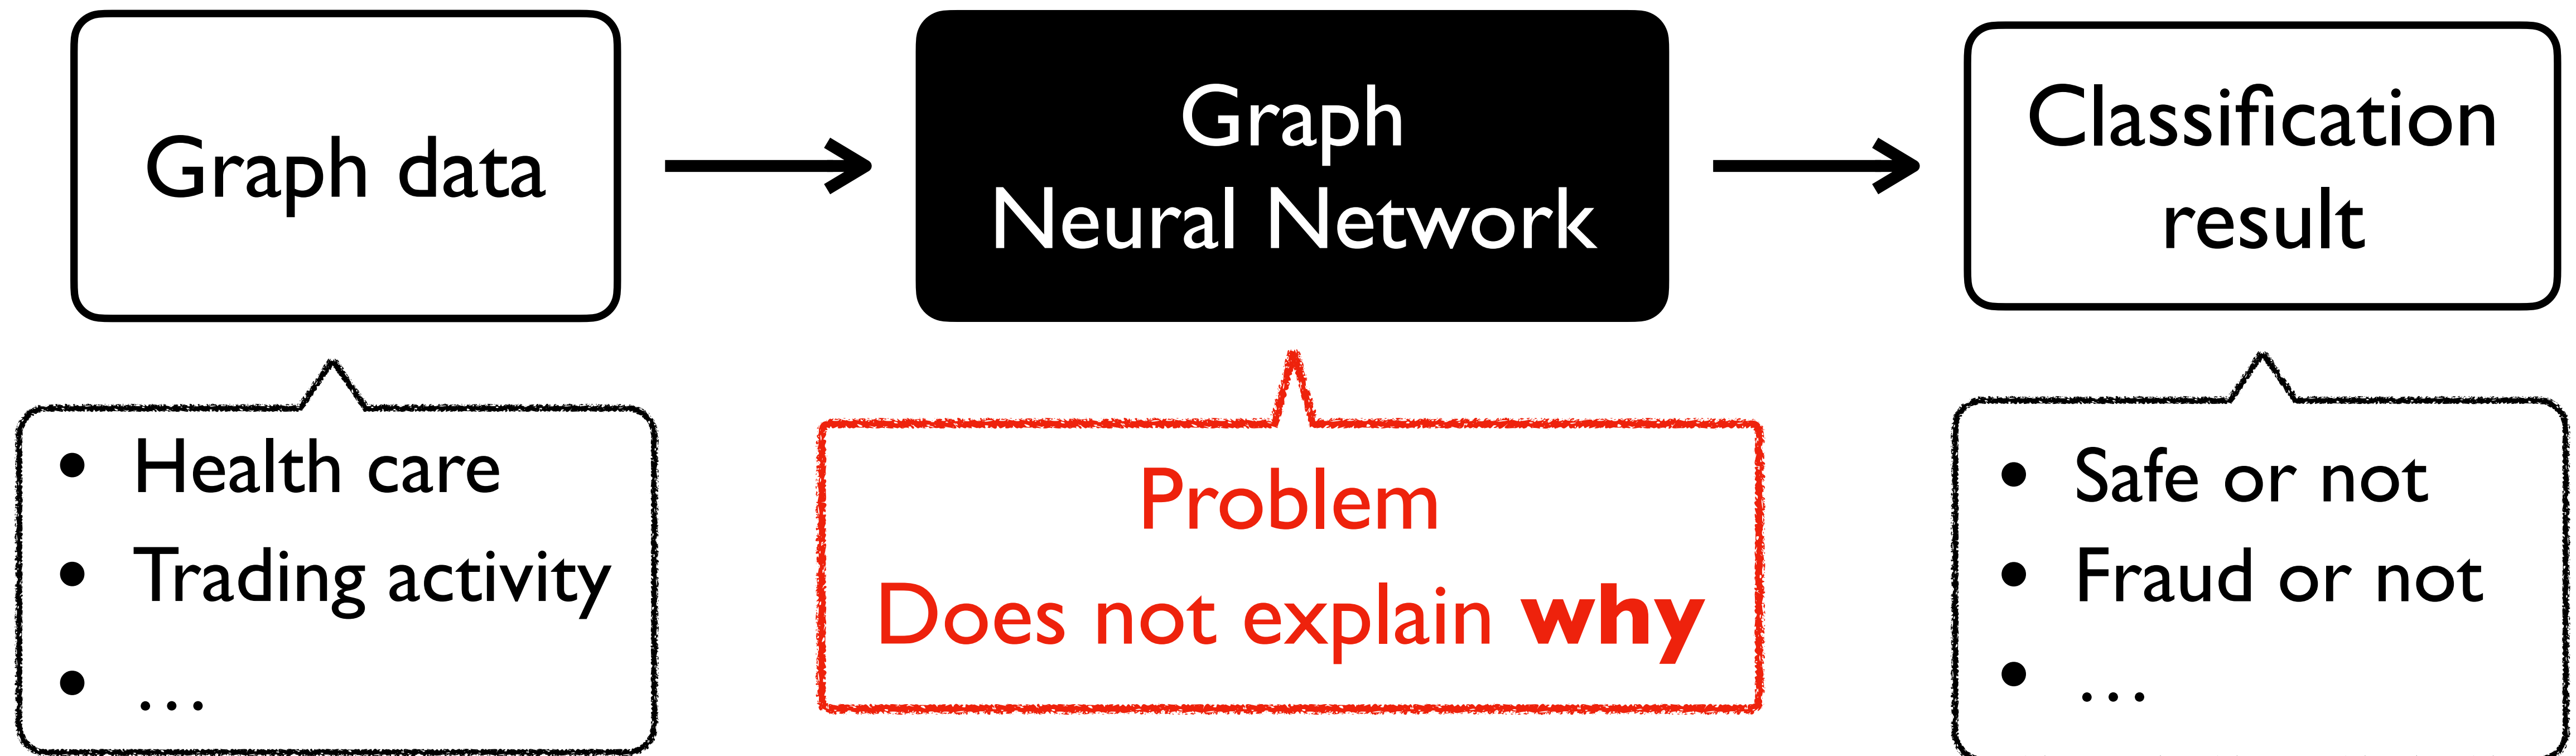 Graph data
Graph
Neural Network
Classification
result
• Health care
• Trading activity
• …
Problem
Does not explain why
• Safe or not
• Fraud or not
• …